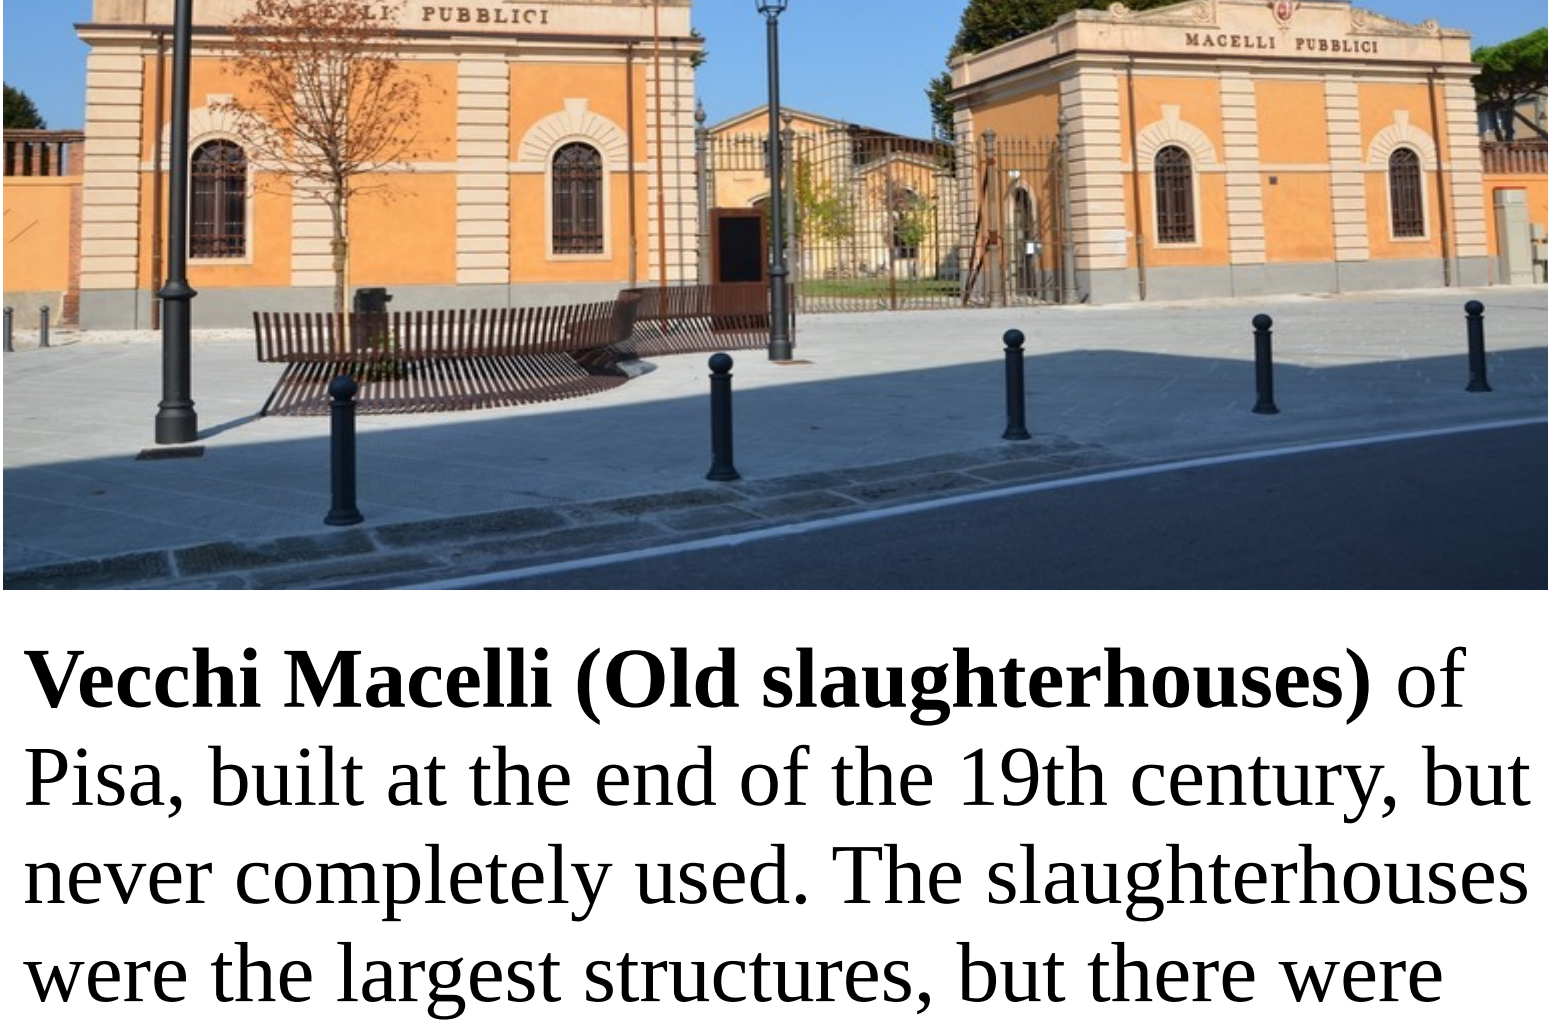 MACELLI PUBBLICI
MACELLI PUBBLICI
Vecchi Macelli (Old slaughterhouses) of
Pisa, built at the end of the 19th century, but
never completely used. The slaughterhouses
were the largest structures, but there were